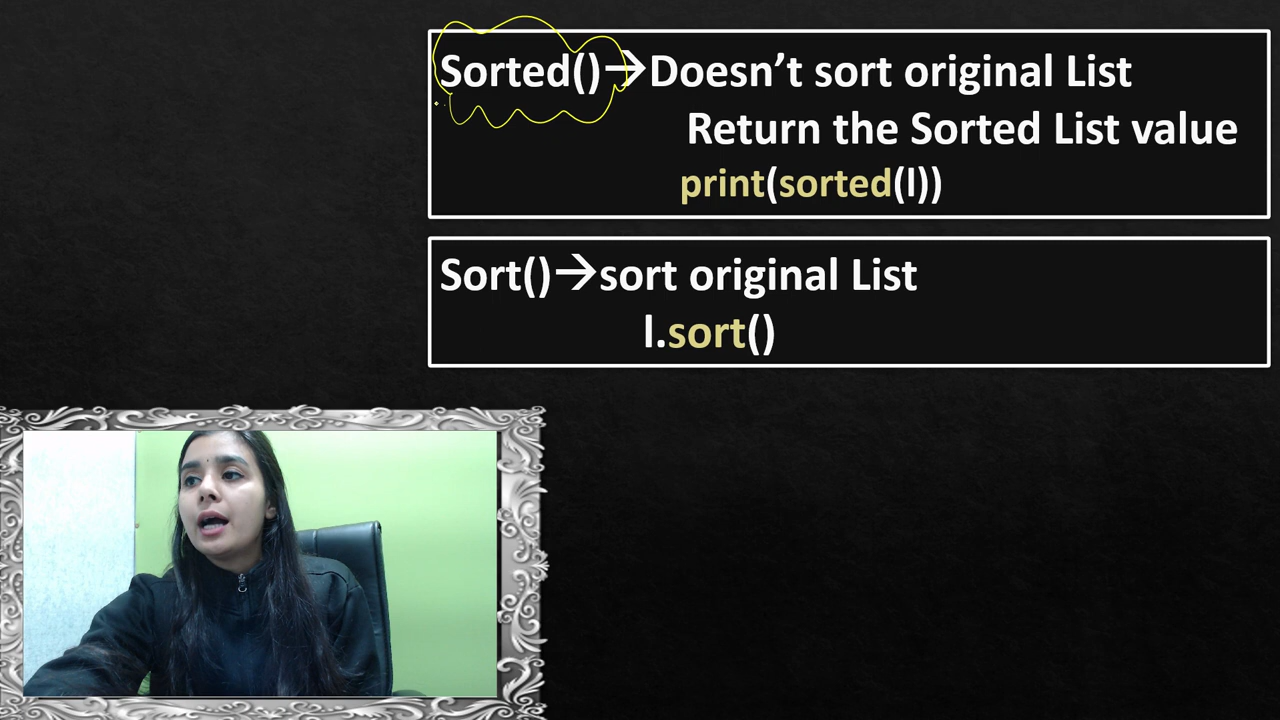 Sorted()→Doesn’t sort original List
Return the Sorted List value
print(sorted(l))
Sort()→sort original List
l.sort()